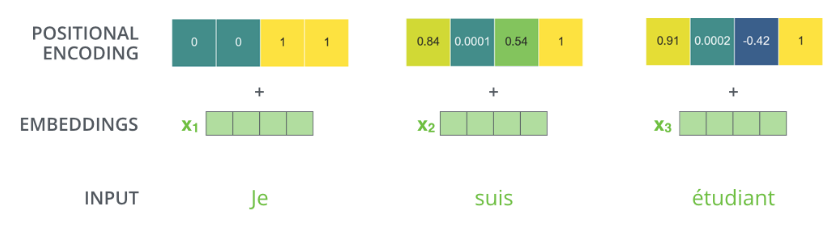 POSITIONAL
ENCODING
0 0 1 1
0.84 0.0001 0.54 1
0.91 0.0002 -0.42 1
+ + +
EMBEDDINGS x1 x2 x3
INPUT Je suis étudiant